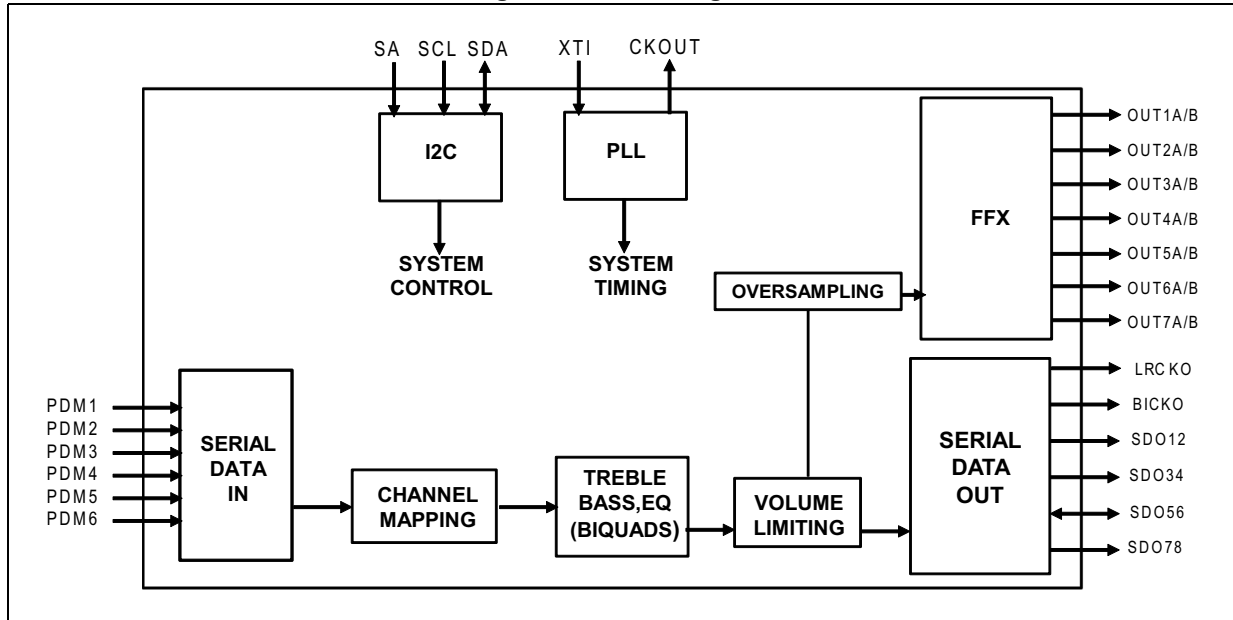 SA SCL SDA XTI CKOUT
I2C
PLL
SYSTEM
CONTROL
SYSTEM
TIMING
OVERSAMPLING
FFX
OUT1A/B
OUT2A/B
OUT3A/B
OUT4A/B
OUT5A/B
OUT6A/B
OUT7A/B
PDM1
PDM2
PDM3
PDM4
PDM5
PDM6
SERIAL
DATA
IN
CHANNEL
MAPPING
TREBLE
BASS,EQ
(BIQUADS)
VOLUME
LIMITING
SERIAL
DATA
OUT
LRCKO
BICKO
SDO12
SDO34
SDO56
SDO78